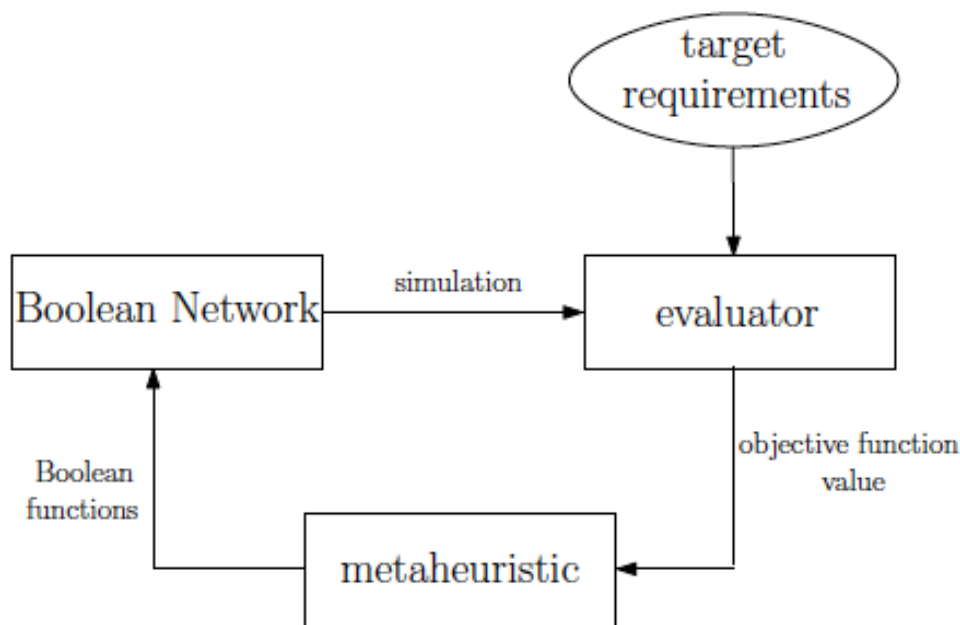 target
requirements
simulation
Boolean Network
evaluator
objective function
value
Boolean
functions
metaheuristic